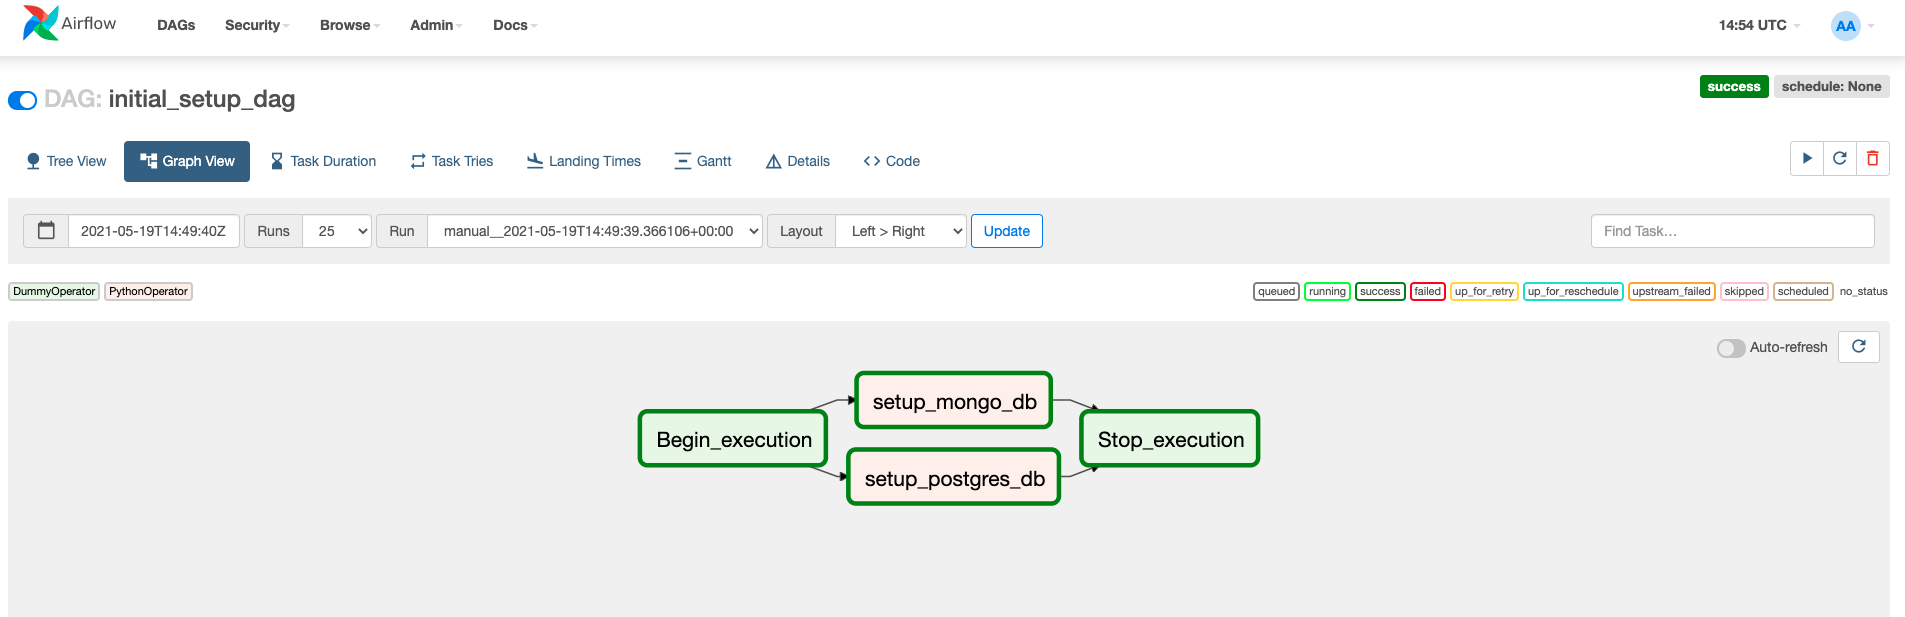 Airflow DAGs Security Browse Admin Docs 14:54 UTC AA
DAG: initial_setup_dag success schedule: None
Tree View Graph View Task Duration Task Tries Landing Times Gantt Details <> Code
2021-05-19T14:49:40Z Runs 25 Run manual__2021-05-19T14:49:39.366106+00:00 Layout Left > Right Update Find Task...
DummyOperator PythonOperator queued running success failed up_for_retry up_for_reschedule upstream_failed skipped scheduled no_status
Auto-refresh
setup_mongo_db
Begin_execution Stop_execution
setup_postgres_db